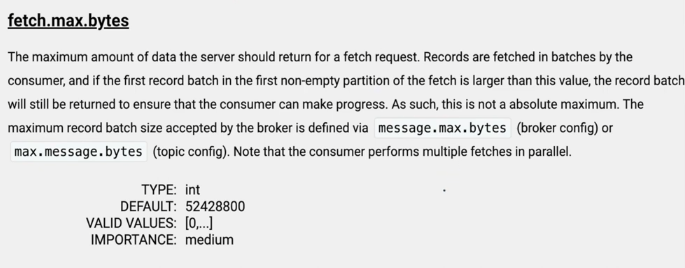 fetch.max.bytes
The maximum amount of data the server should return for a fetch request. Records are fetched in batches by the
consumer, and if the first record batch in the first non-empty partition of the fetch is larger than this value, the record batch
will still be returned to ensure that the consumer can make progress. As such, this is not a absolute maximum. The
maximum record batch size accepted by the broker is defined via message.max.bytes (broker config) or
max.message.bytes (topic config). Note that the consumer performs multiple fetches in parallel.
TYPE: int
DEFAULT: 52428800
VALID VALUES: [0,...]
IMPORTANCE: medium